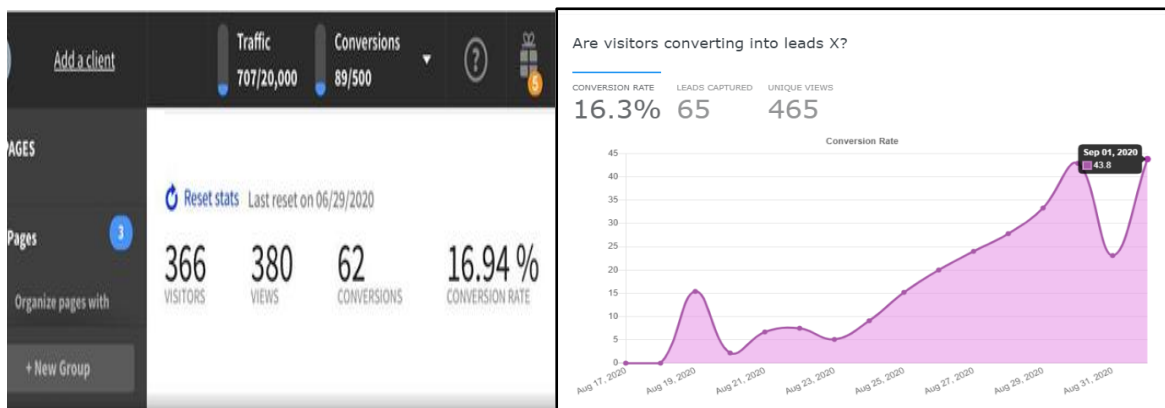 Add a client
Traffic
707/20,000
Conversions
89/500
?
5
PAGES
Pages
3
Organize pages with
+ New Group
Reset stats Last reset on 06/29/2020
366
VISITORS
380
VIEWS
62
CONVERSIONS
16.94 %
CONVERSION RATE
Are visitors converting into leads X?
CONVERSION RATE
16.3%
LEADS CAPTURED
65
UNIQUE VIEWS
465
Conversion Rate
Sep 01, 2020
43.8
45
40
35
30
25
20
15
10
5
0
Aug 17, 2020
Aug 19, 2020
Aug 21, 2020
Aug 23, 2020
Aug 25, 2020
Aug 27, 2020
Aug 29, 2020
Aug 31, 2020